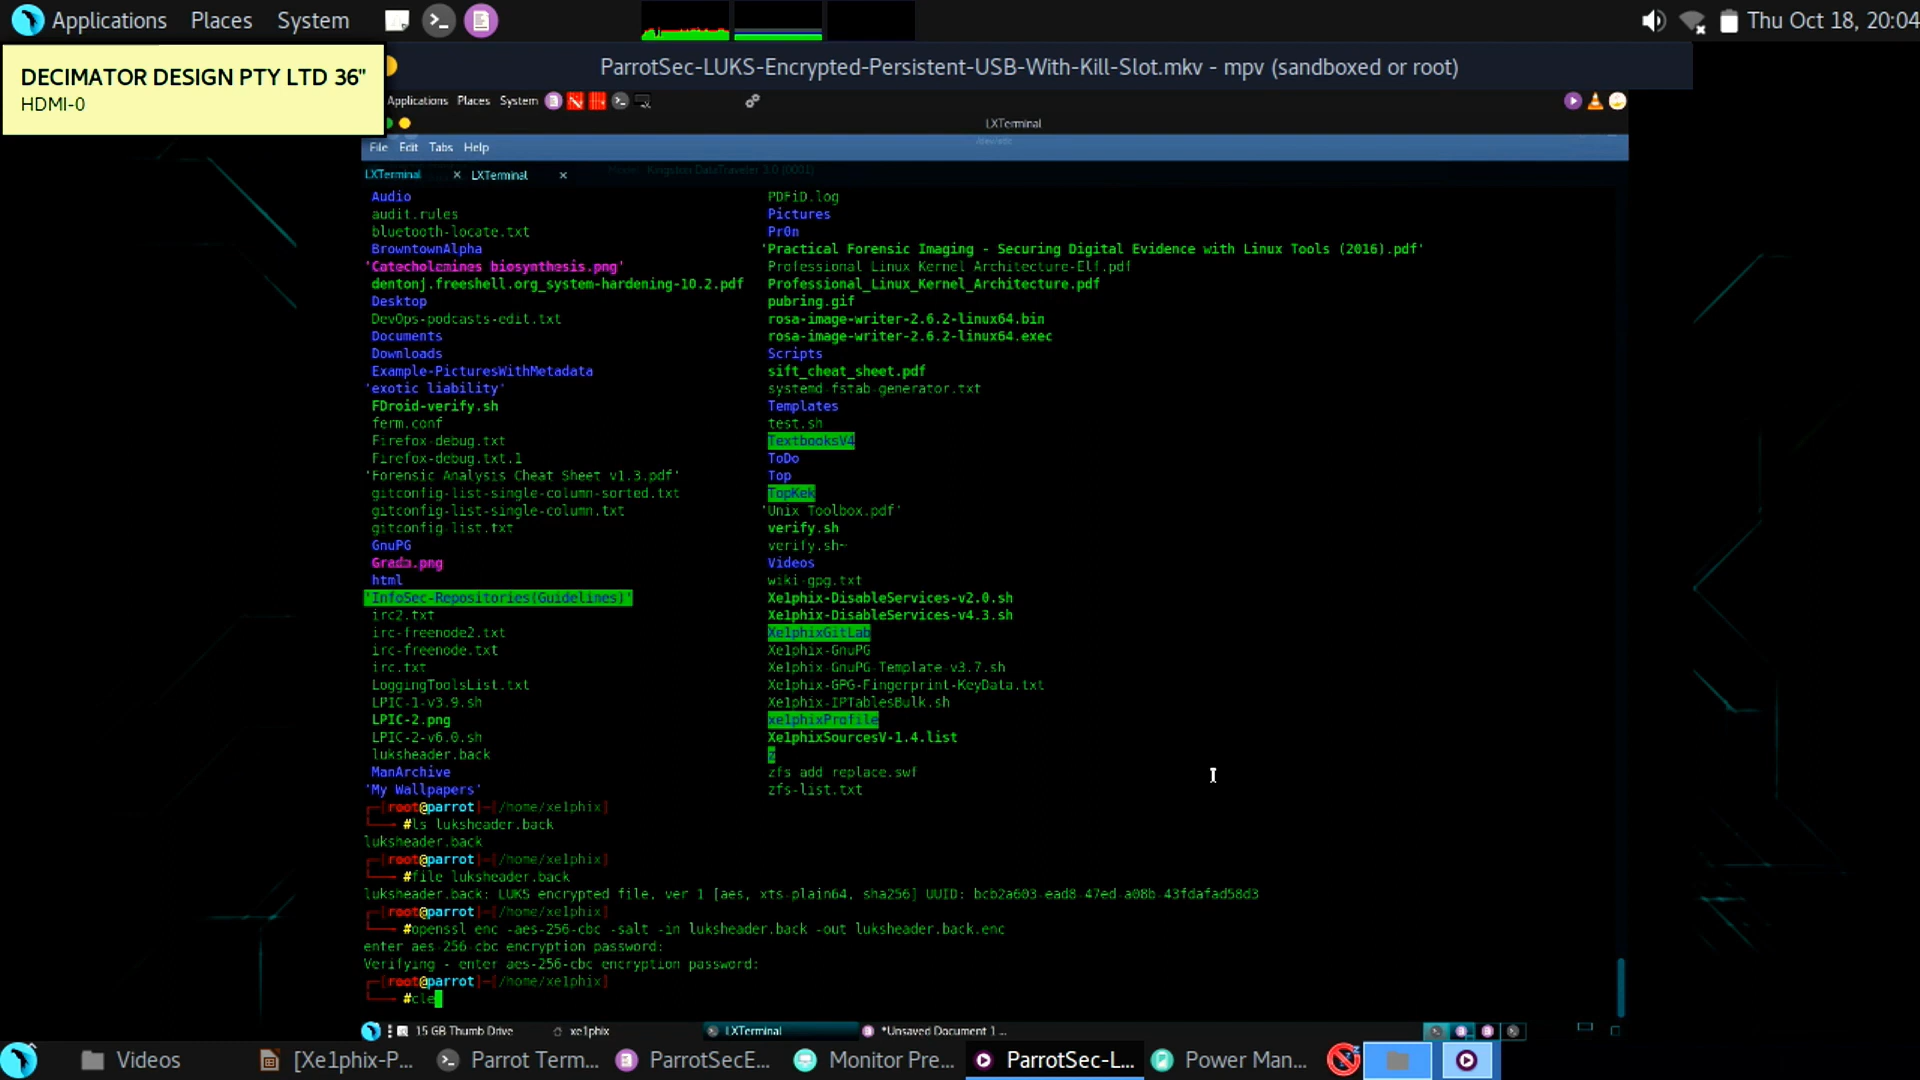 Applications Places System
Thu Oct 18, 20:04
DECIMATOR DESIGN PTY LTD 36"
HDMI-0
ParrotSec-LUKS-Encrypted-Persistent-USB-With-Kill-Slot.mkv - mpv (sandboxed or root)
Applications Places System
LXTerminal
File Edit Tabs Help
LXTerminal × LXTerminal ×
Kingston DataTraveler 3.0 (0001)
Audio PDFiD.log
audit.rules Pictures
bluetooth-locate.txt Pr0n
BrowntownAlpha 'Practical Forensic Imaging - Securing Digital Evidence with Linux Tools (2016).pdf'
'Catecholamines biosynthesis.png' Professional Linux Kernel Architecture-Elf.pdf
dentonj.freeshell.org_system-hardening-10.2.pdf Professional_Linux_Kernel_Architecture.pdf
Desktop pubring.gif
DevOps-podcasts-edit.txt rosa-image-writer-2.6.2-linux64.bin
Documents rosa-image-writer-2.6.2-linux64.exec
Downloads Scripts
Example-PicturesWithMetadata sift_cheat_sheet.pdf
'exotic liability' systemd-fstab-generator.txt
FDroid-verify.sh Templates
ferm.conf test.sh
Firefox-debug.txt TextbooksV4
Firefox-debug.txt.1 ToDo
'Forensic Analysis Cheat Sheet v1.3.pdf' Top
gitconfig-list-single-column-sorted.txt TopKek
gitconfig-list-single-column.txt 'Unix Toolbox.pdf'
gitconfig-list.txt verify.sh
GnuPG verify.sh~
Grado.png Videos
html wiki-gpg.txt
'InfoSec-Repositories(Guidelines)' Xe1phix-DisableServices-v2.0.sh
irc2.txt Xe1phix-DisableServices-v4.3.sh
irc-freenode2.txt Xe1phixGitLab
irc-freenode.txt Xe1phix-GnuPG
irc.txt Xe1phix-GnuPG-Template-v3.7.sh
LoggingToolsList.txt Xe1phix-GPG-Fingerprint-KeyData.txt
LPIC-1-v3.9.sh Xe1phix-IPTablesBulk.sh
LPIC-2.png xe1phixProfile
LPIC-2-v6.0.sh Xe1phixSourcesV-1.4.list
luksheader.back z
ManArchive zfs add replace.swf
'My Wallpapers' zfs-list.txt
[root@parrot]-[/home/xe1phix]
#ls luksheader.back
luksheader.back
[root@parrot]-[/home/xe1phix]
#file luksheader.back
luksheader.back: LUKS encrypted file, ver 1 [aes, xts-plain64, sha256] UUID: bcb2a603-ead8-47ed-a08b-43fdafad58d3
[root@parrot]-[/home/xe1phix]
#openssl enc -aes-256-cbc -salt -in luksheader.back -out luksheader.back.enc
enter aes-256-cbc encryption password:
Verifying - enter aes-256-cbc encryption password:
[root@parrot]-[/home/xe1phix]
#cle
15 GB Thumb Drive xe1phix LXTerminal *Unsaved Document 1 ...
Videos [Xe1phix-P... Parrot Term... ParrotSecE... Monitor Pre... ParrotSec-L... Power Man...